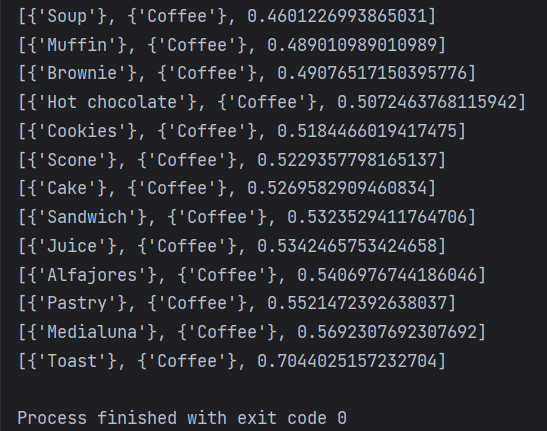 [{'Soup'}, {'Coffee'}, 0.4601226993865031]
[{'Muffin'}, {'Coffee'}, 0.489010989010989]
[{'Brownie'}, {'Coffee'}, 0.49076517150395776]
[{'Hot chocolate'}, {'Coffee'}, 0.5072463768115942]
[{'Cookies'}, {'Coffee'}, 0.5184466019417475]
[{'Scone'}, {'Coffee'}, 0.5229357798165137]
[{'Cake'}, {'Coffee'}, 0.5269582909460834]
[{'Sandwich'}, {'Coffee'}, 0.5323529411764706]
[{'Juice'}, {'Coffee'}, 0.5342465753424658]
[{'Alfajores'}, {'Coffee'}, 0.5406976744186046]
[{'Pastry'}, {'Coffee'}, 0.5521472392638037]
[{'Medialuna'}, {'Coffee'}, 0.5692307692307692]
[{'Toast'}, {'Coffee'}, 0.7044025157232704]
Process finished with exit code 0